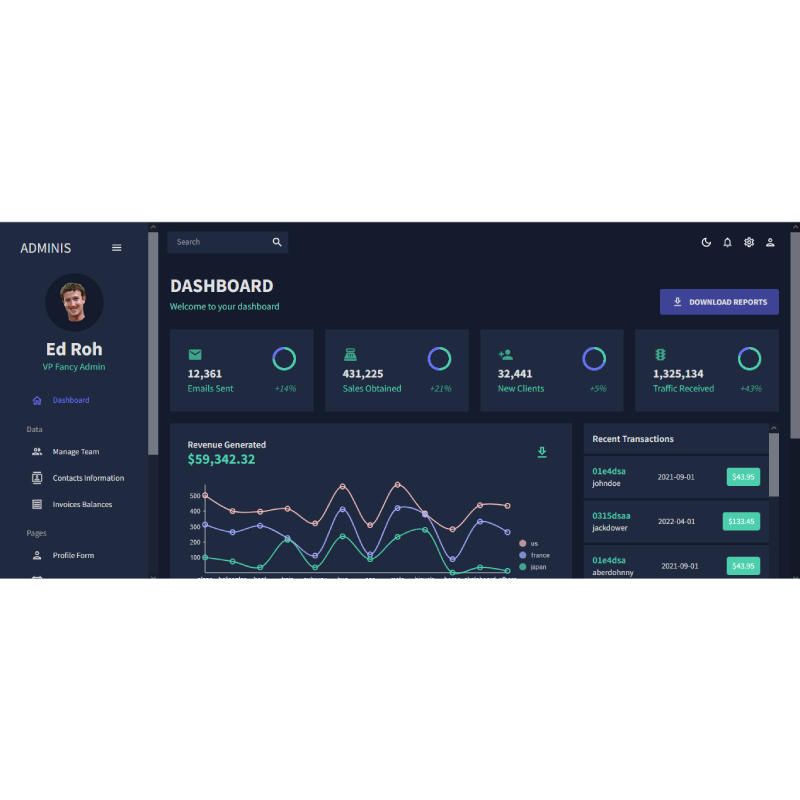 ADMINIS
Search
Ed Roh
VP Fancy Admin
Dashboard
Data
Manage Team
Contacts Information
Invoices Balances
Pages
Profile Form
DASHBOARD
Welcome to your dashboard
DOWNLOAD REPORTS
12,361
Emails Sent +14%
431,225
Sales Obtained +21%
32,441
New Clients +5%
1,325,134
Traffic Received +43%
Revenue Generated
$59,342.32
500
400
300
200
100
us
france
japan
Recent Transactions
01e4dsa
johndoe
2021-09-01
$43.95
0315dsaa
jackdower
2022-04-01
$133.45
01e4dsa
aberdohnny
2021-09-01
$43.95